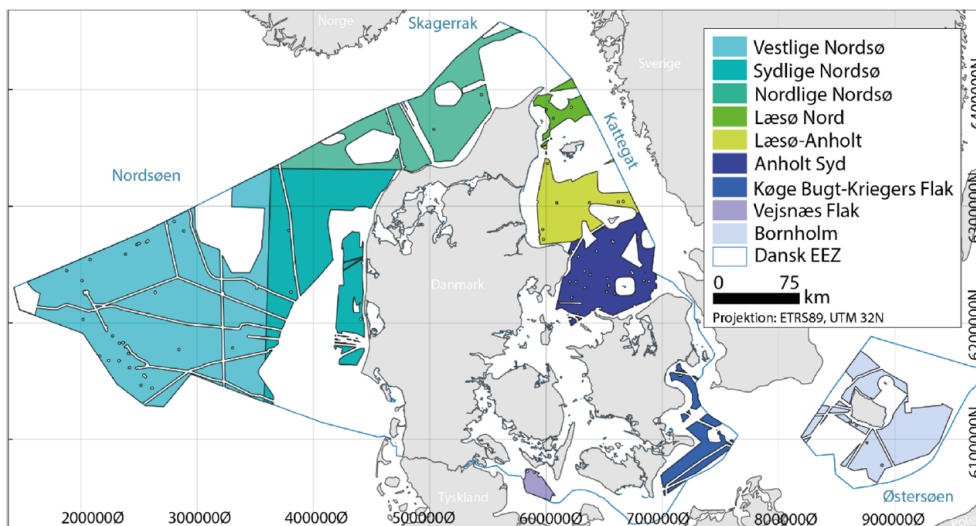 Norge
Skagerrak
Sverige
Kattegat
Nordsøen
Danmark
Tyskland
Østersøen
Vestlige Nordsø
Sydlige Nordsø
Nordlige Nordsø
Læsø Nord
Læsø-Anholt
Anholt Syd
Køge Bugt-Kriegers Flak
Vejsnæs Flak
Bornholm
Dansk EEZ
0 75
km
Projektion: ETRS89, UTM 32N
6400000N
6300000N
6200000N
6100000N
200000Ø 300000Ø 400000Ø 500000Ø 600000Ø 700000Ø 800000Ø 900000Ø